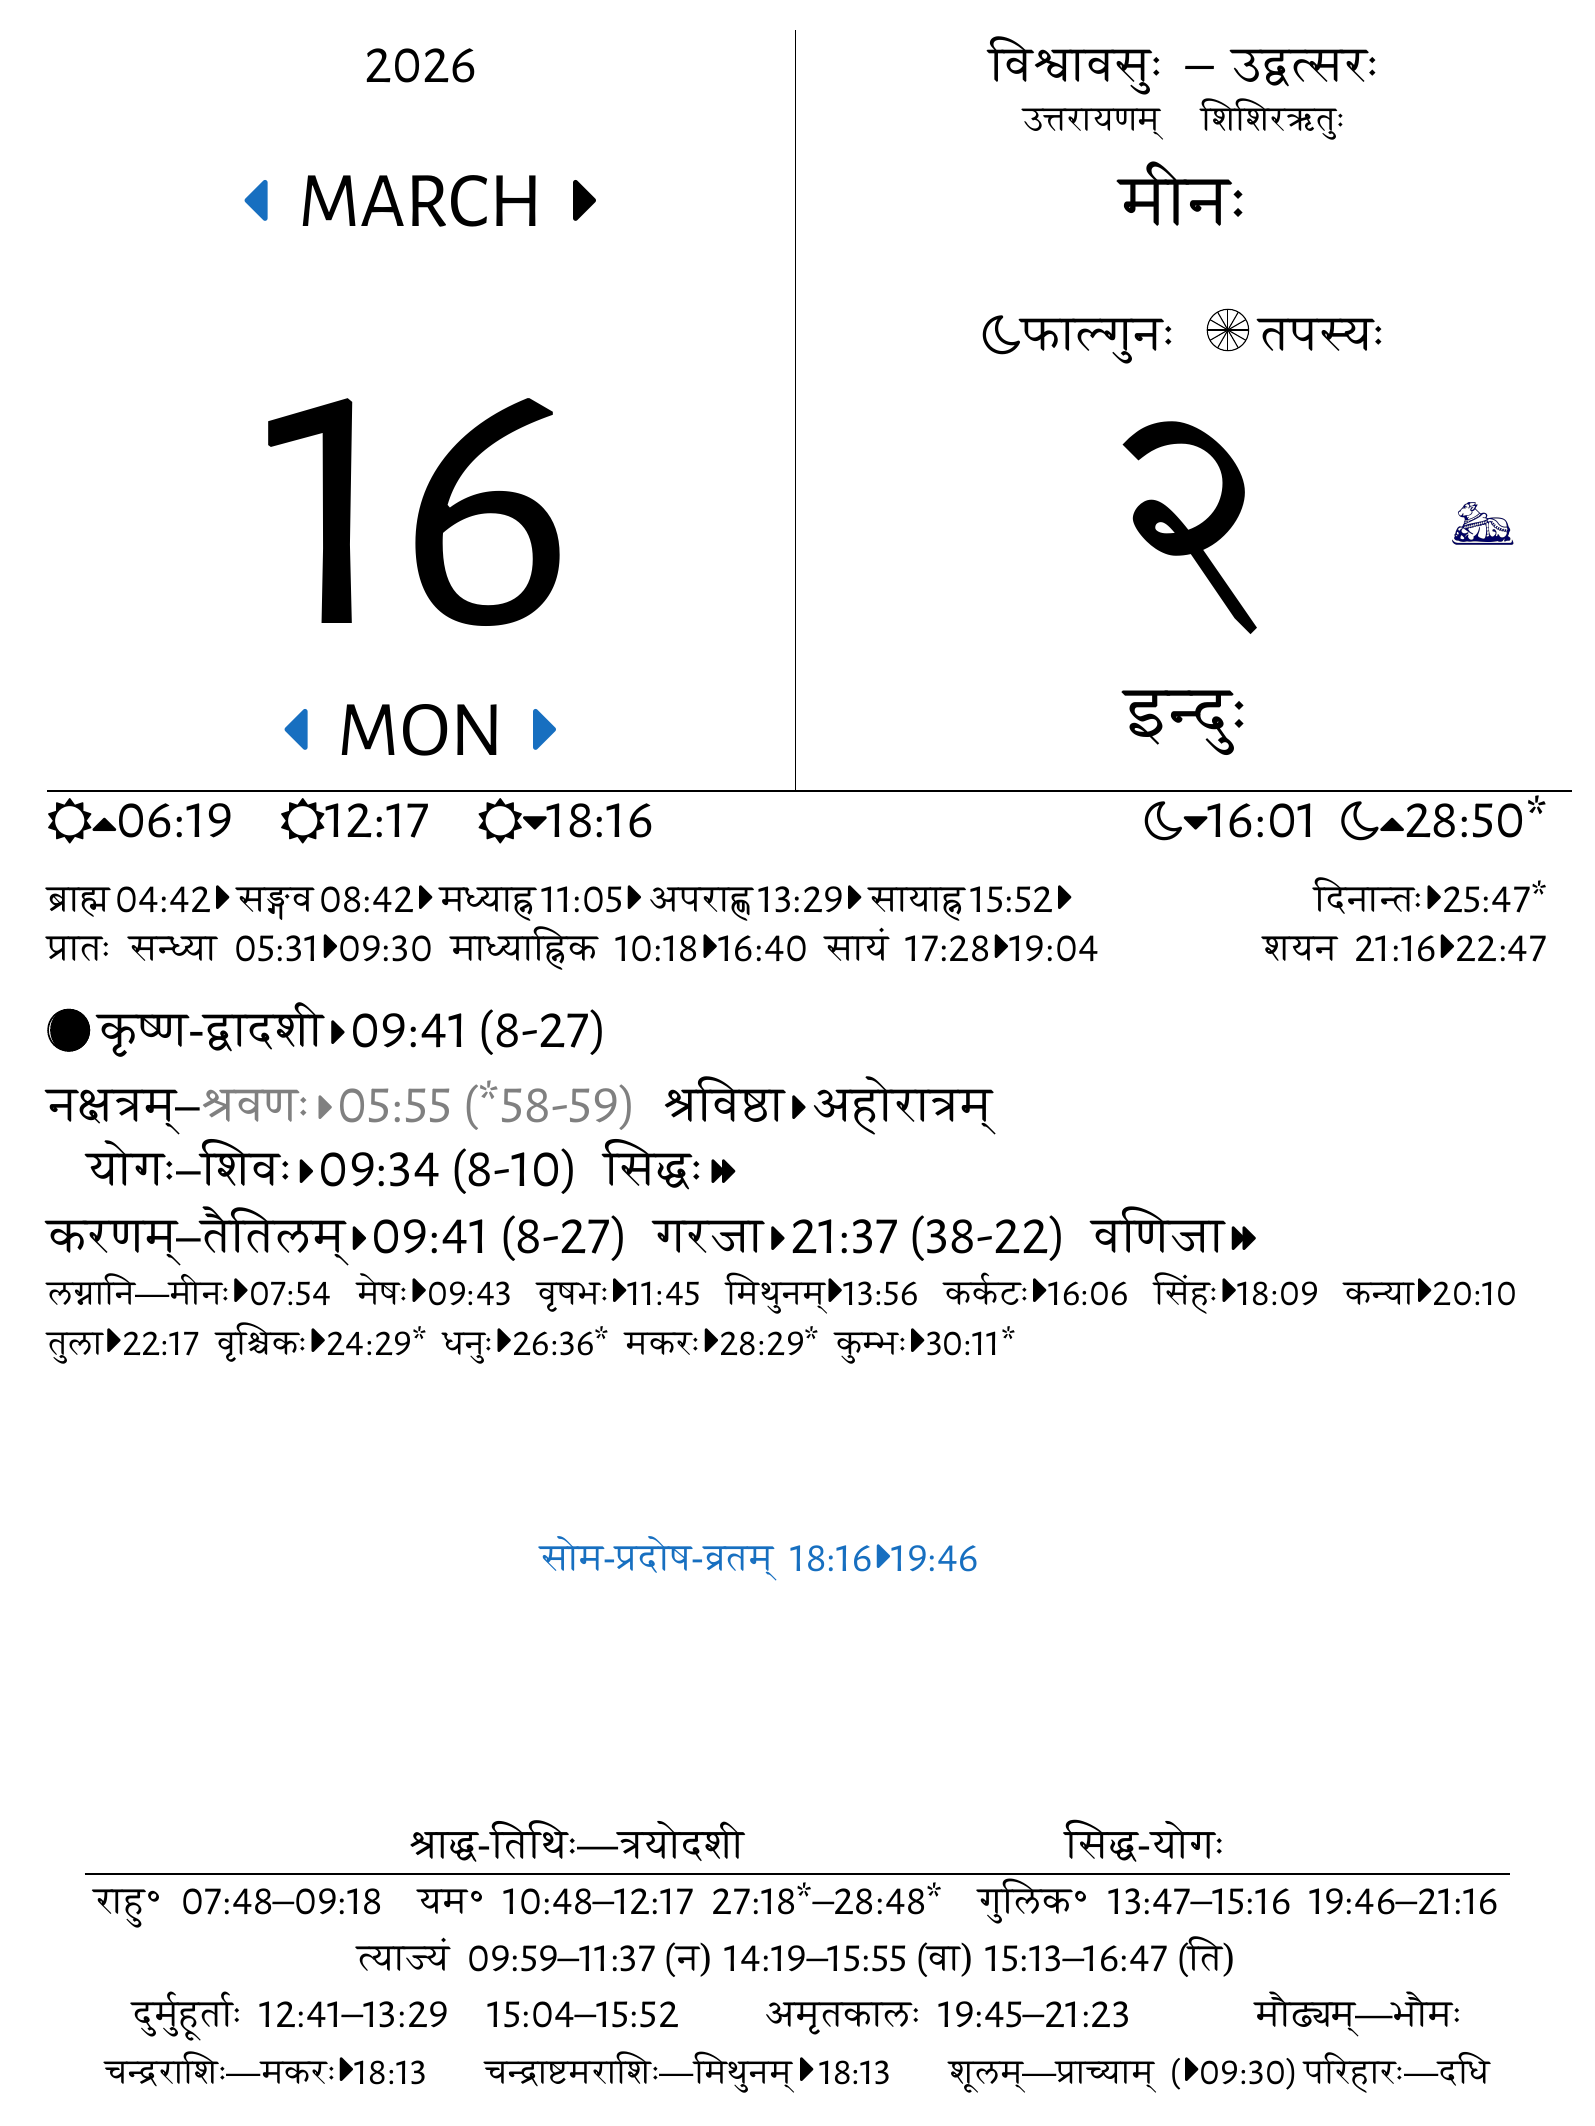 2026
MARCH
16
MON
विश्वावसुः – उद्वत्सरः
उत्तरायणम् शिशिरऋतुः
मीनः
फाल्गुनः तपस्यः
२
इन्दुः
06:19 12:17 18:16 16:01 28:50*
ब्राह्म 04:42 सङ्गव 08:42 मध्याह्न 11:05 अपराह्ण 13:29 सायाह्न 15:52 दिनान्तः 25:47*
प्रातः सन्ध्या 05:31 09:30 माध्याह्निक 10:18 16:40 सायं 17:28 19:04 शयन 21:16 22:47
कृष्ण-द्वादशी 09:41 (8-27)
नक्षत्रम्–श्रवणः 05:55 (*58-59) श्रविष्ठा अहोरात्रम्
योगः–शिवः 09:34 (8-10) सिद्धः
करणम्–तैतिलम् 09:41 (8-27) गरजा 21:37 (38-22) वणिजा
लग्नानि—मीनः 07:54 मेषः 09:43 वृषभः 11:45 मिथुनम् 13:56 कर्कटः 16:06 सिंहः 18:09 कन्या 20:10
तुला 22:17 वृश्चिकः 24:29* धनुः 26:36* मकरः 28:29* कुम्भः 30:11*
सोम-प्रदोष-व्रतम् 18:16 19:46
श्राद्ध-तिथिः—त्रयोदशी सिद्ध-योगः
राहु° 07:48–09:18 यम° 10:48–12:17 27:18*–28:48* गुलिक° 13:47–15:16 19:46–21:16
त्याज्यं 09:59–11:37 (न) 14:19–15:55 (वा) 15:13–16:47 (ति)
दुर्मुहूर्ताः 12:41–13:29 15:04–15:52 अमृतकालः 19:45–21:23 मौढ्यम्—भौमः
चन्द्रराशिः—मकरः 18:13 चन्द्राष्टमराशिः—मिथुनम् 18:13 शूलम्—प्राच्याम् ( 09:30) परिहारः—दधि